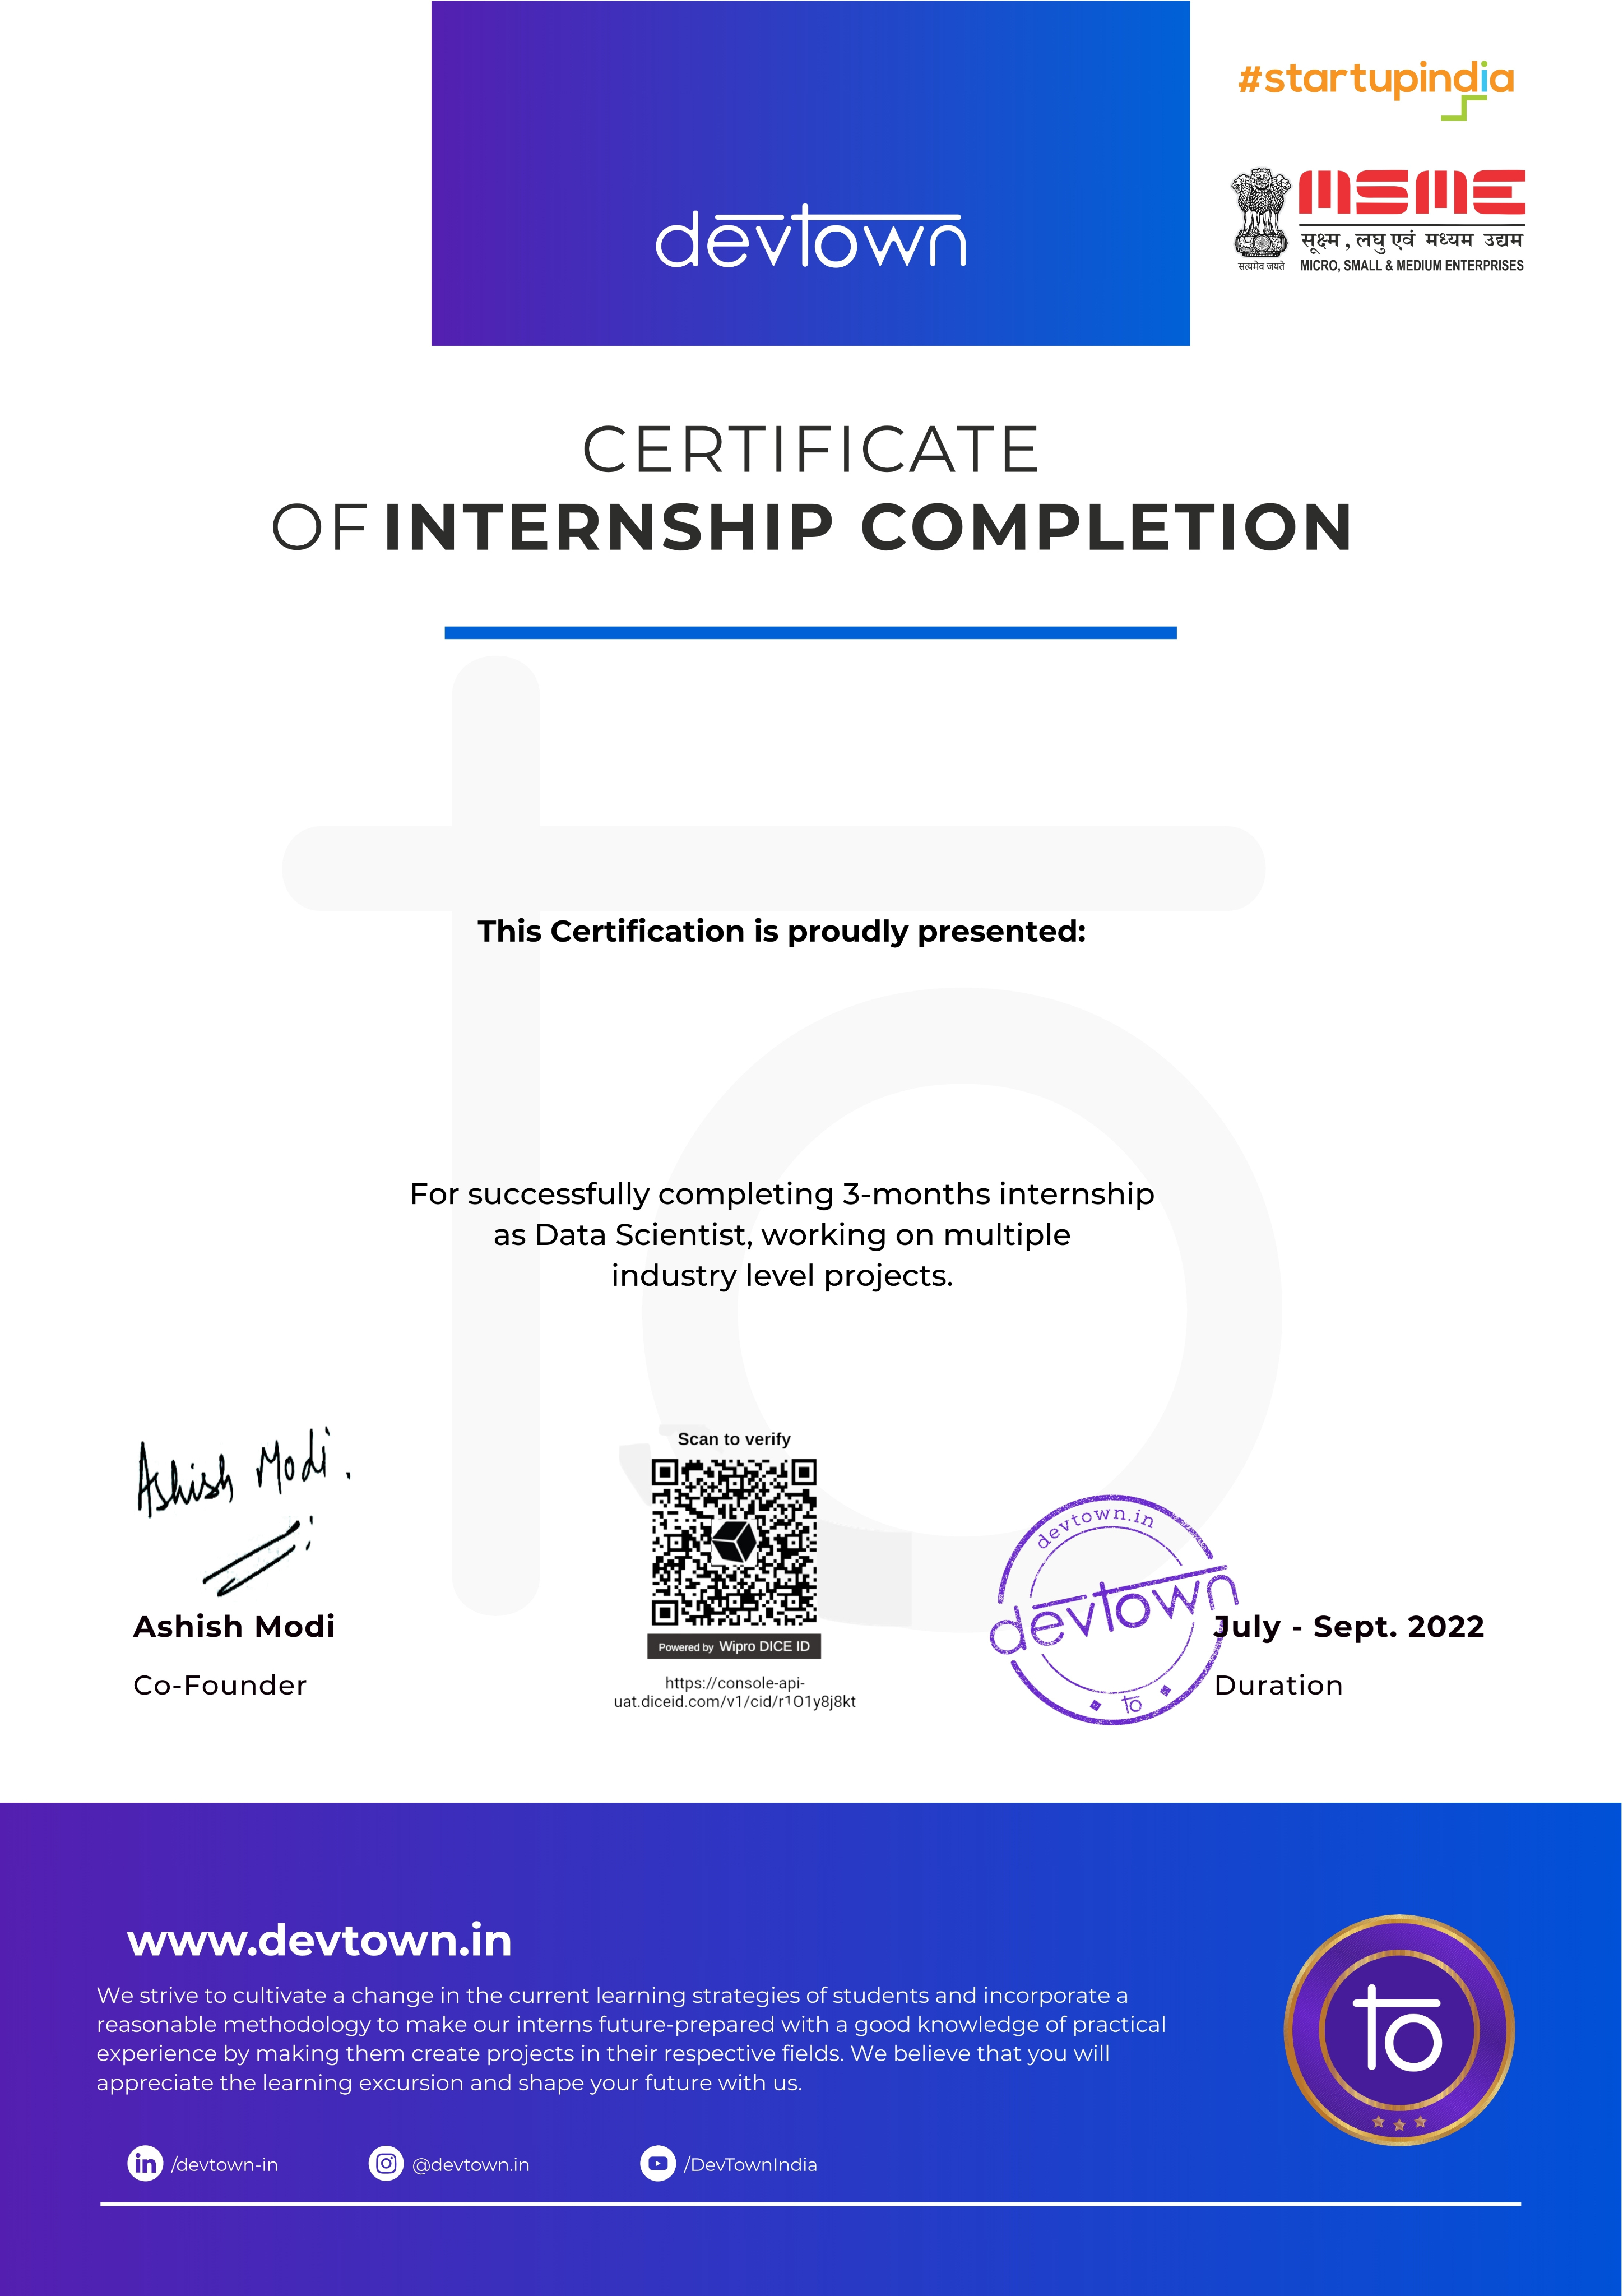 devtown
#startupindia
MSME
सूक्ष्म , लघु एवं मध्यम उद्यम
सत्यमेव जयते
MICRO, SMALL & MEDIUM ENTERPRISES
CERTIFICATE
OF INTERNSHIP COMPLETION
This Certification is proudly presented:
For successfully completing 3-months internship
as Data Scientist, working on multiple
industry level projects.
Ashish Modi.
Ashish Modi
Co-Founder
Scan to verify
Powered by Wipro DICE ID
https://console-api-
uat.diceid.com/v1/cid/r1O1y8j8kt
devtown.in
devtown
to
July - Sept. 2022
Duration
www.devtown.in
We strive to cultivate a change in the current learning strategies of students and incorporate a
reasonable methodology to make our interns future-prepared with a good knowledge of practical
experience by making them create projects in their respective fields. We believe that you will
appreciate the learning excursion and shape your future with us.
to
in /devtown-in
@devtown.in
/DevTownIndia